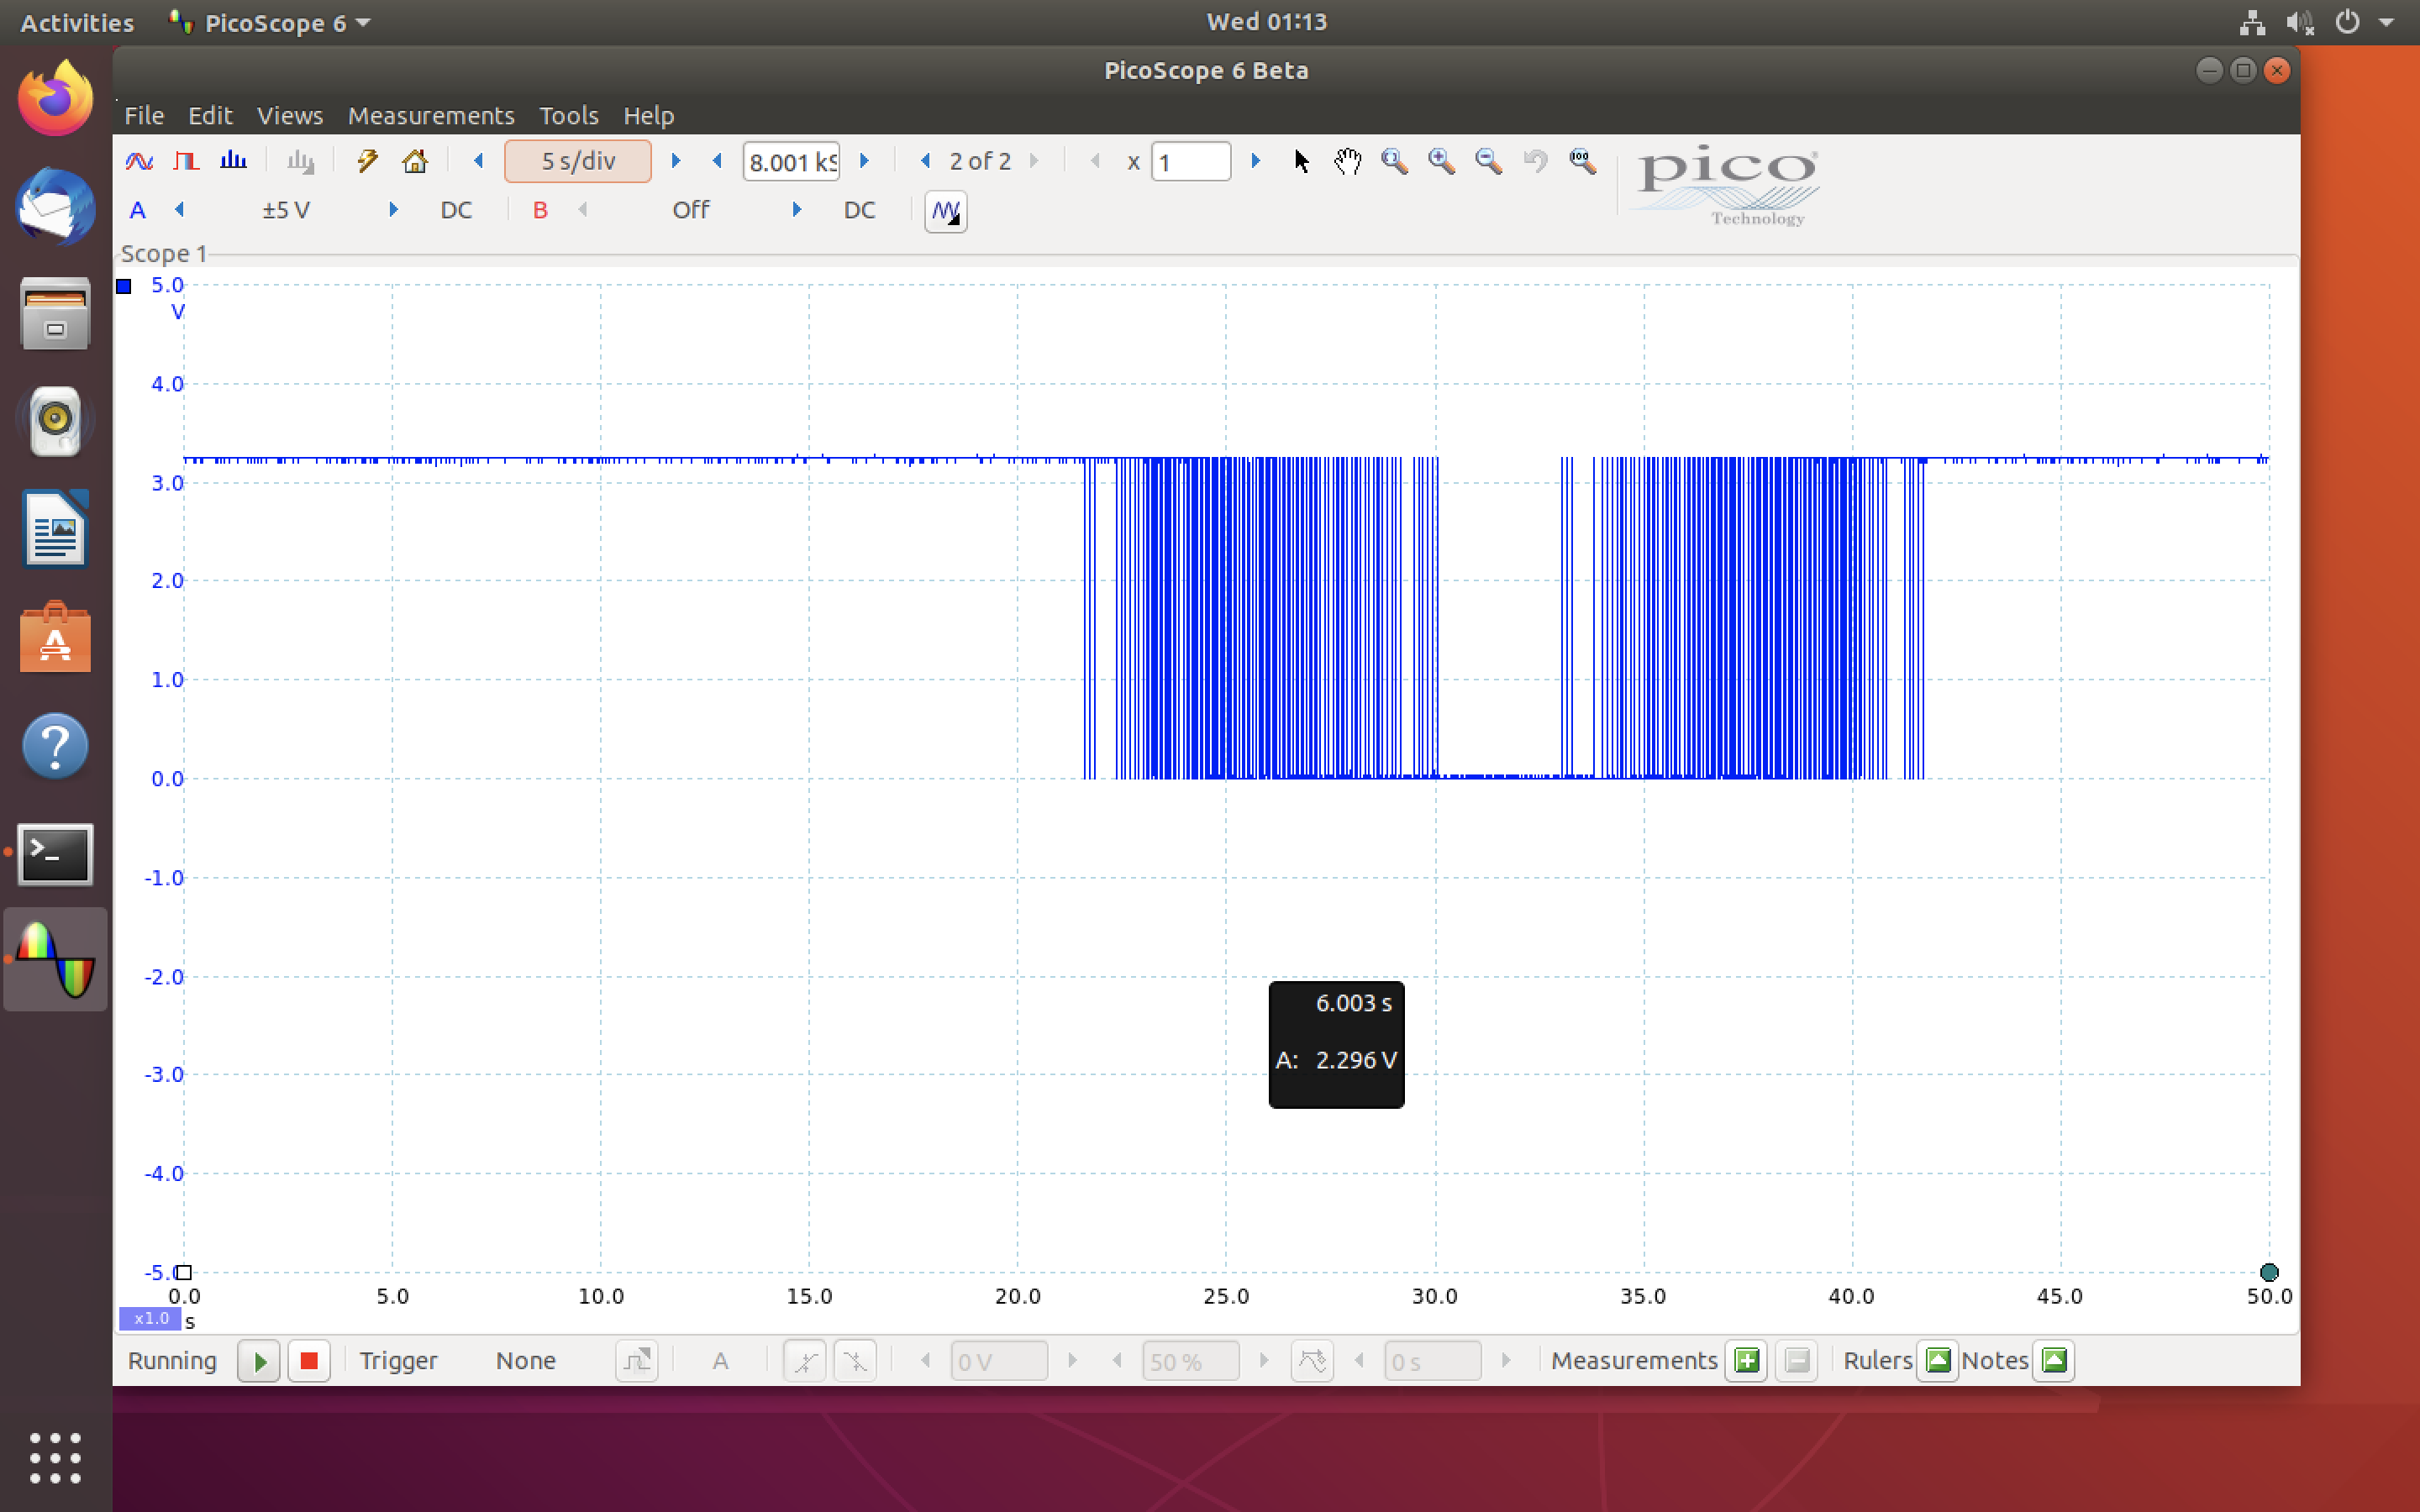 Activities PicoScope 6 Wed 01:13
PicoScope 6 Beta
File Edit Views Measurements Tools Help
5 s/div 8.001 kS 2 of 2 x 1 100 pico
Technology
A ±5 V DC B Off DC
Scope 1
5.0
V
4.0
3.0
2.0
1.0
0.0
-1.0
-2.0
6.003 s
A: 2.296 V
-3.0
-4.0
-5.0
0.0 5.0 10.0 15.0 20.0 25.0 30.0 35.0 40.0 45.0 50.0
x1.0 s
Running Trigger None A 0 V 50 % 0 s Measurements Rulers Notes